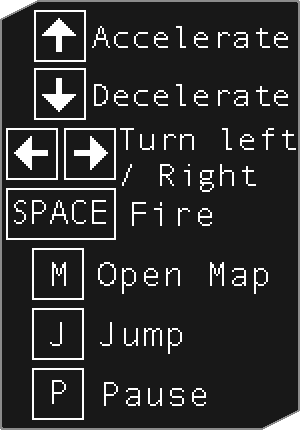 ↑ Accelerate
↓ Decelerate
← → Turn left
/ Right
SPACE Fire
M Open Map
J Jump
P Pause